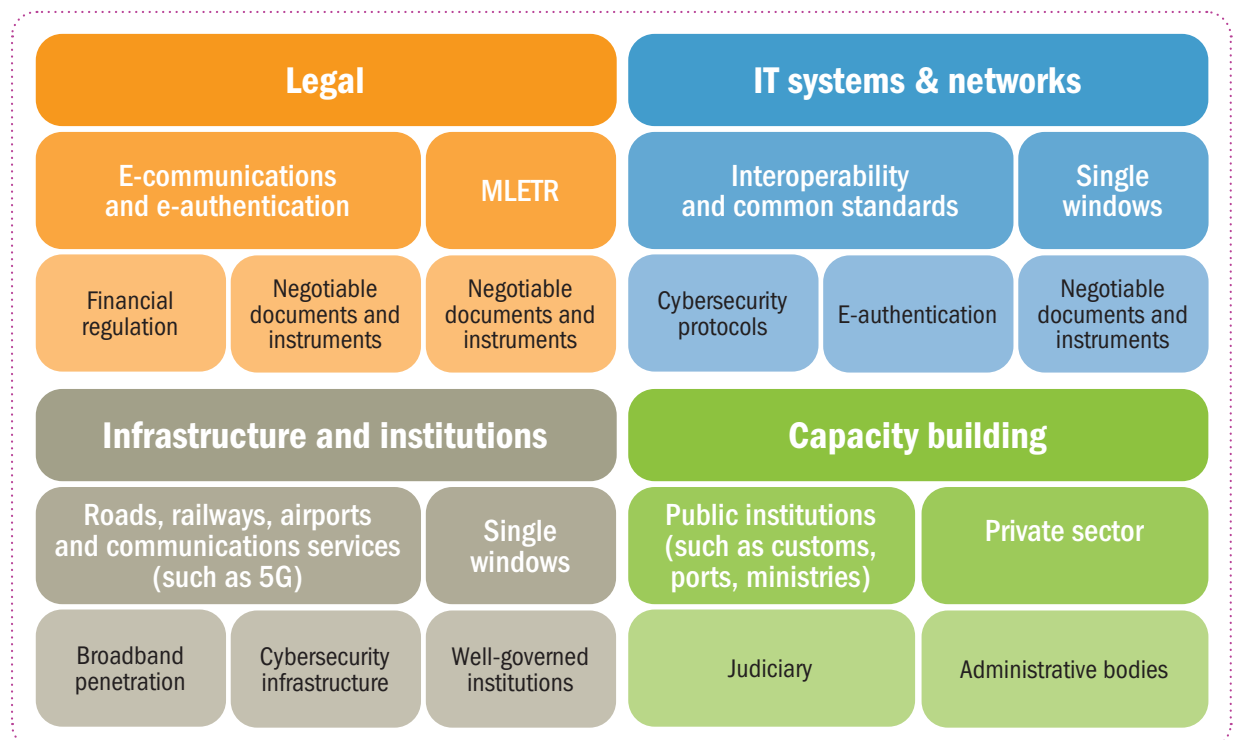 Legal
E-communications
and e-authentication
MLETR
Financial
regulation
Negotiable
documents and
instruments
Negotiable
documents and
instruments
IT systems & networks
Interoperability
and common standards
Single
windows
Cybersecurity
protocols
E-authentication
Negotiable
documents and
instruments
Infrastructure and institutions
Roads, railways, airports
and communications services
(such as 5G)
Single
windows
Broadband
penetration
Cybersecurity
infrastructure
Well-governed
institutions
Capacity building
Public institutions
(such as customs,
ports, ministries)
Private sector
Judiciary
Administrative bodies